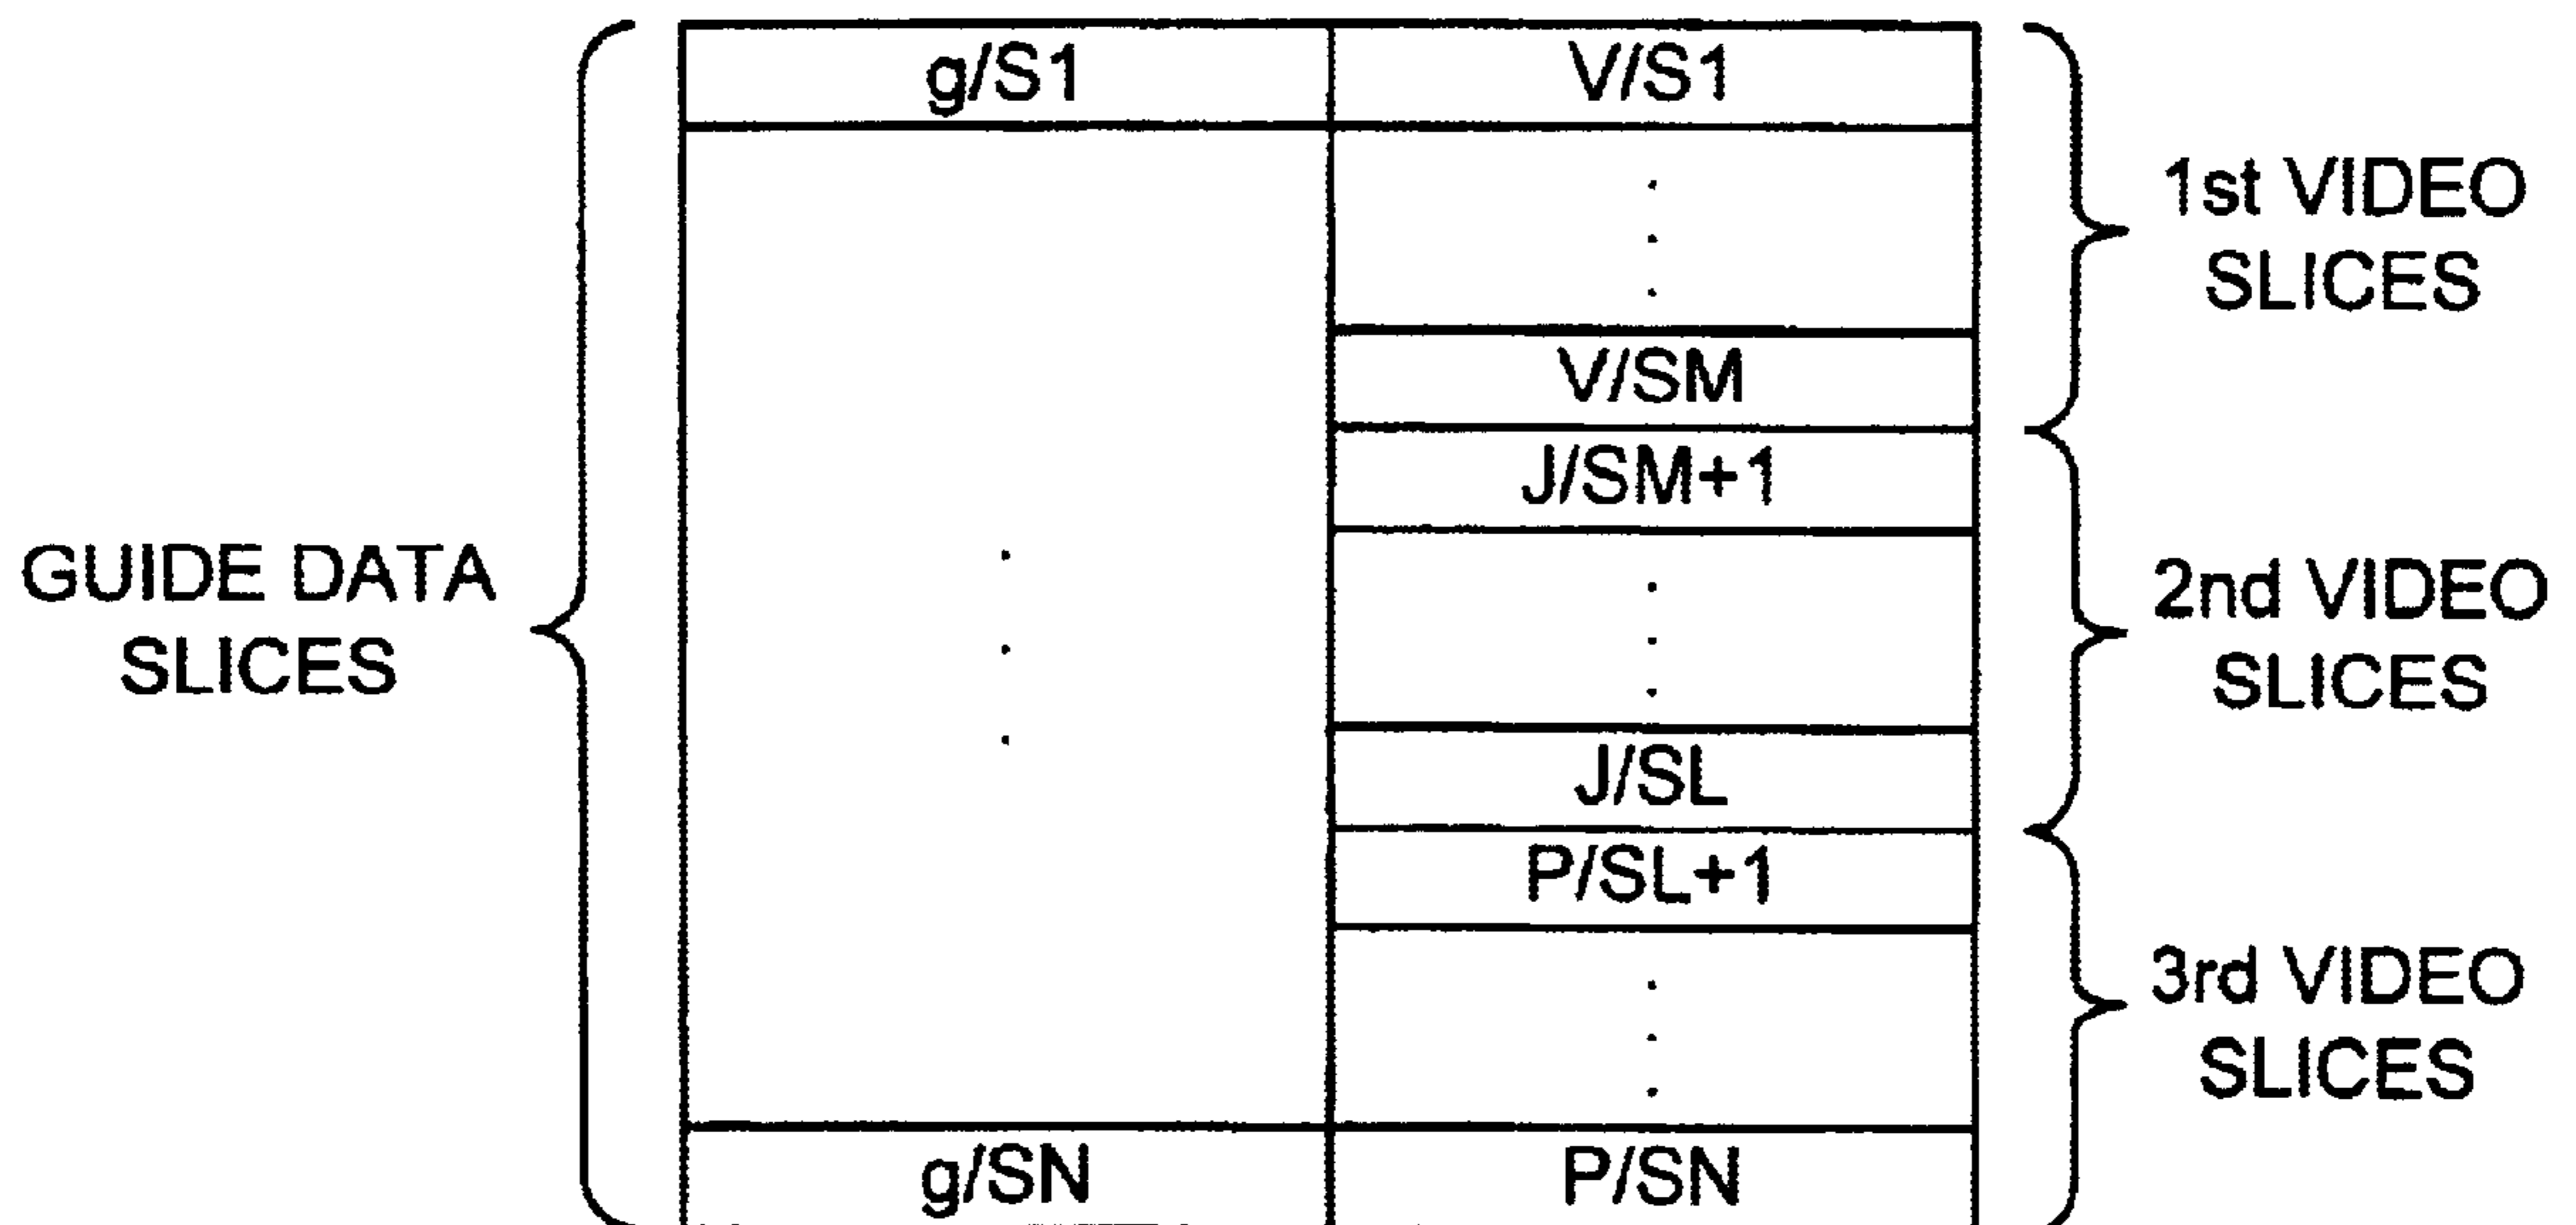 GUIDE DATA
SLICES
g/S1
g/SN
V/S1
V/SM
J/SM+1
J/SL
P/SL+1
P/SN
1st VIDEO
SLICES
2nd VIDEO
SLICES
3rd VIDEO
SLICES